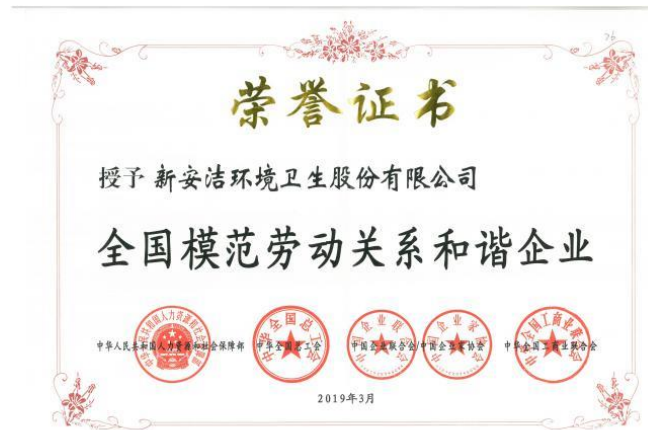 76
荣誉证书
授予 新安洁环境卫生股份有限公司
全国模范劳动关系和谐企业
中华人民共和国人力资源和社会保障部 中华全国总工会 中国企业联合会/中国企业家协会 中华全国工商业联合会
2019年3月